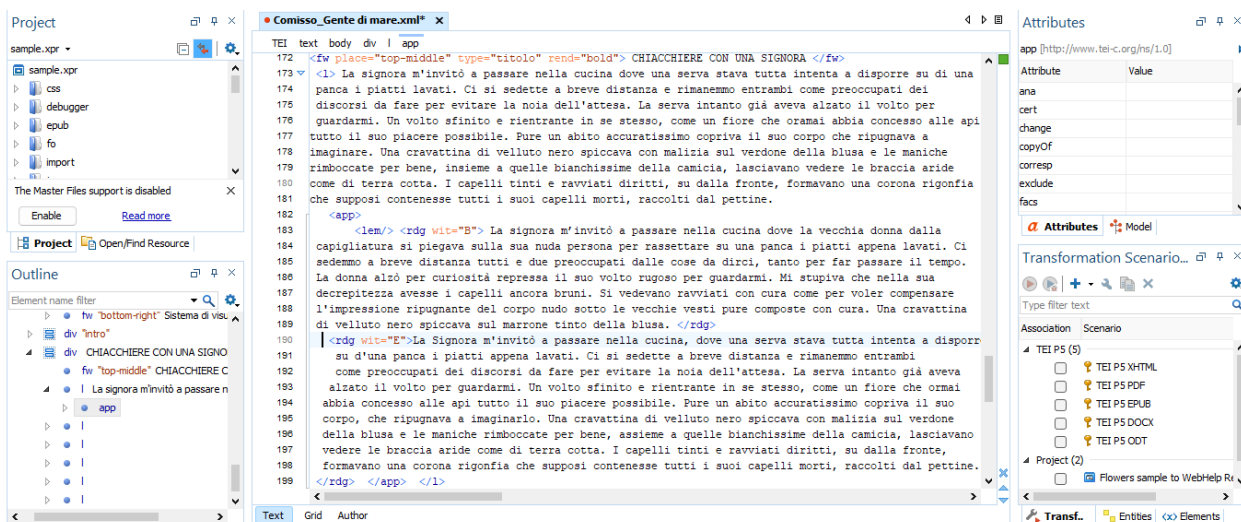 Project
sample.xpr
sample.xpr
css
debugger
epub
fo
import
The Master Files support is disabled
Enable Read more
Project Open/Find Resource
Outline
Element name filter
fw "bottom-right" Sistema di visu
div "intro"
div CHIACCHIERE CON UNA SIGNO
fw "top-middle" CHIACCHIERE C
l La signora m'invitò a passare n
app
l
l
l
l
l
Comisso_Gente di mare.xml*
TEI text body div l app
172 <fw place="top-middle" type="titolo" rend="bold"> CHIACCHIERE CON UNA SIGNORA </fw>
173 <l> La signora m'invitò a passare nella cucina dove una serva stava tutta intenta a disporre su di una
174 panca i piatti lavati. Ci si sedette a breve distanza e rimanemmo entrambi come preoccupati dei
175 discorsi da fare per evitare la noia dell'attesa. La serva intanto già aveva alzato il volto per
176 guardarmi. Un volto sfinito e rientrante in se stesso, come un fiore che oramai abbia concesso alle api
177 tutto il suo piacere possibile. Pure un abito accuratissimo copriva il suo corpo che ripugnava a
178 imaginare. Una cravattina di velluto nero spiccava con malizia sul verdone della blusa e le maniche
179 rimboccate per bene, insieme a quelle bianchissime della camicia, lasciavano vedere le braccia aride
180 come di terra cotta. I capelli tinti e ravviati diritti, su dalla fronte, formavano una corona rigonfia
181 che supposi contenesse tutti i suoi capelli morti, raccolti dal pettine.
182 <app>
183 <lem/> <rdg wit="B"> La signora m'invitò a passare nella cucina dove la vecchia donna dalla
184 capigliatura si piegava sulla sua nuda persona per rassettare su una panca i piatti appena lavati. Ci
185 sedemmo a breve distanza tutti e due preoccupati dalle cose da dirci, tanto per far passare il tempo.
186 La donna alzò per curiosità repressa il suo volto rugoso per guardarmi. Mi stupiva che nella sua
187 decrepitezza avese i capelli ancora bruni. Si vedevano ravviati con cura come per voler compensare
188 l'impressione ripugnante del corpo nudo sotto le vecchie vesti pure composte con cura. Una cravattina
189 di velluto nero spiccava sul marrone tinto della blusa. </rdg>
190 <rdg wit="E">La Signora m'invitò a passare nella cucina, dove una serva stava tutta intenta a disporr
191 su d'una panca i piatti appena lavati. Ci si sedette a breve distanza e rimanemmo entrambi
192 come preoccupati dei discorsi da fare per evitare la noia dell'attesa. La serva intanto già aveva
193 alzato il volto per guardarmi. Un volto sfinito e rientrante in se stesso, come un fiore che ormai
194 abbia concesso alle api tutto il suo piacere possibile. Pure un abito accuratissimo copriva il suo
195 corpo, che ripugnava a imaginarlo. Una cravattina di velluto nero spiccava con malizia sul verdone
196 della blusa e le maniche rimboccate per bene, assieme a quelle bianchissime della camicia, lasciavano
197 vedere le braccia aride come di terra cotta. I capelli tinti e ravviati diritti, su dalla fronte,
198 formavano una corona rigonfia che supposi contenesse tutti i suoi capelli morti, raccolti dal pettine.
199 </rdg> </app> </l>
Text Grid Author
Attributes
app [http://www.tei-c.org/ns/1.0]
Attribute Value
ana
cert
change
copyOf
corresp
exclude
facs
Attributes Model
Transformation Scenario...
Type filter text
Association Scenario
TEI P5 (5)
TEI P5 XHTML
TEI P5 PDF
TEI P5 EPUB
TEI P5 DOCX
TEI P5 ODT
Project (2)
Flowers sample to WebHelp Re
Transf.. Entities <x> Elements